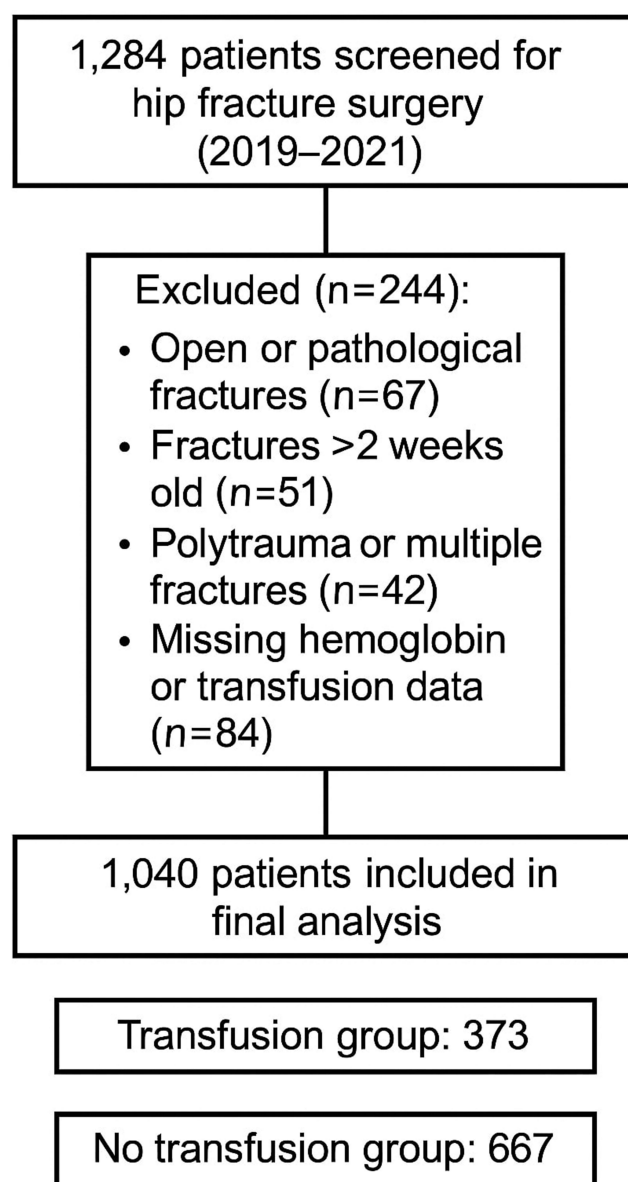 1,284 patients screened for
hip fracture surgery
(2019–2021)
Excluded (n=244):
• Open or pathological
fractures (n=67)
• Fractures >2 weeks
old (n=51)
• Polytrauma or multiple
fractures (n=42)
• Missing hemoglobin
or transfusion data
(n=84)
1,040 patients included in
final analysis
Transfusion group: 373
No transfusion group: 667